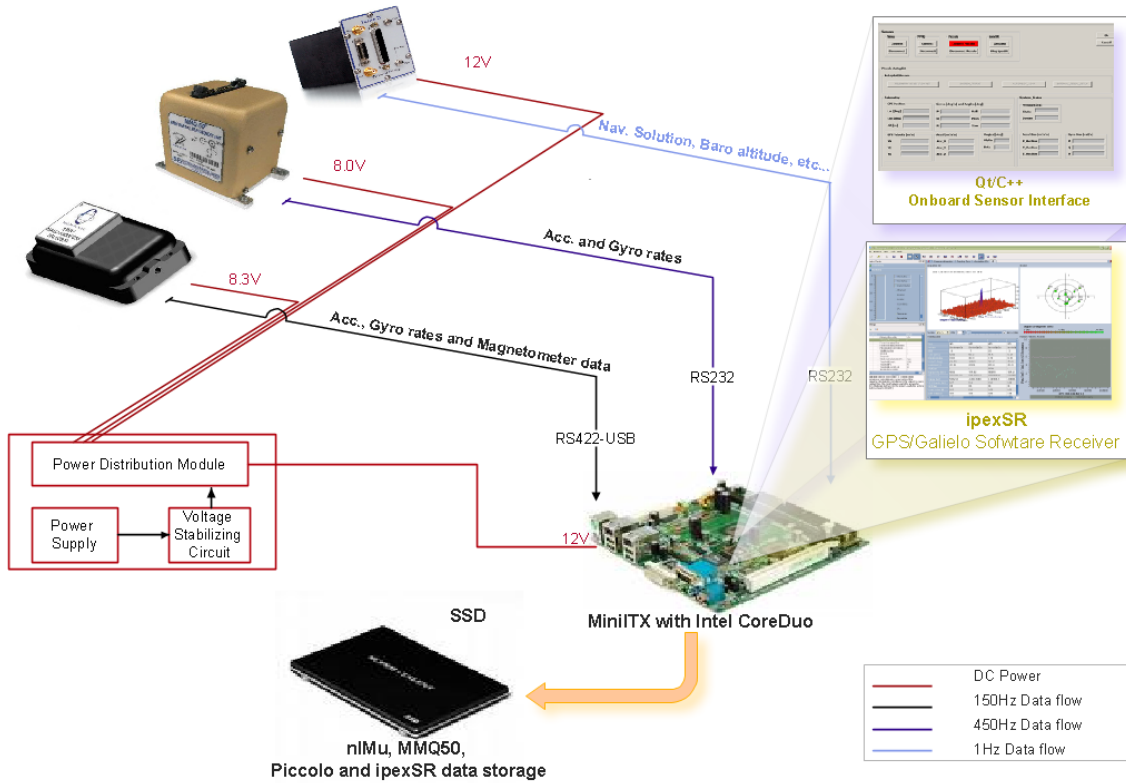 12V
Nav. Solution, Baro altitude, etc...
8.0V
Acc. and Gyro rates
8.3V
Acc., Gyro rates and Magnetometer data
RS232
RS232
RS422-USB
Qt/C++
Onboard Sensor Interface
ipexSR
GPS/Galielo Sofwtare Receiver
Power Distribution Module
Power
Supply
Voltage
Stabilizing
Circuit
12V
MiniITX with Intel CoreDuo
SSD
nIMu, MMQ50,
Piccolo and ipexSR data storage
DC Power
150Hz Data flow
450Hz Data flow
1Hz Data flow